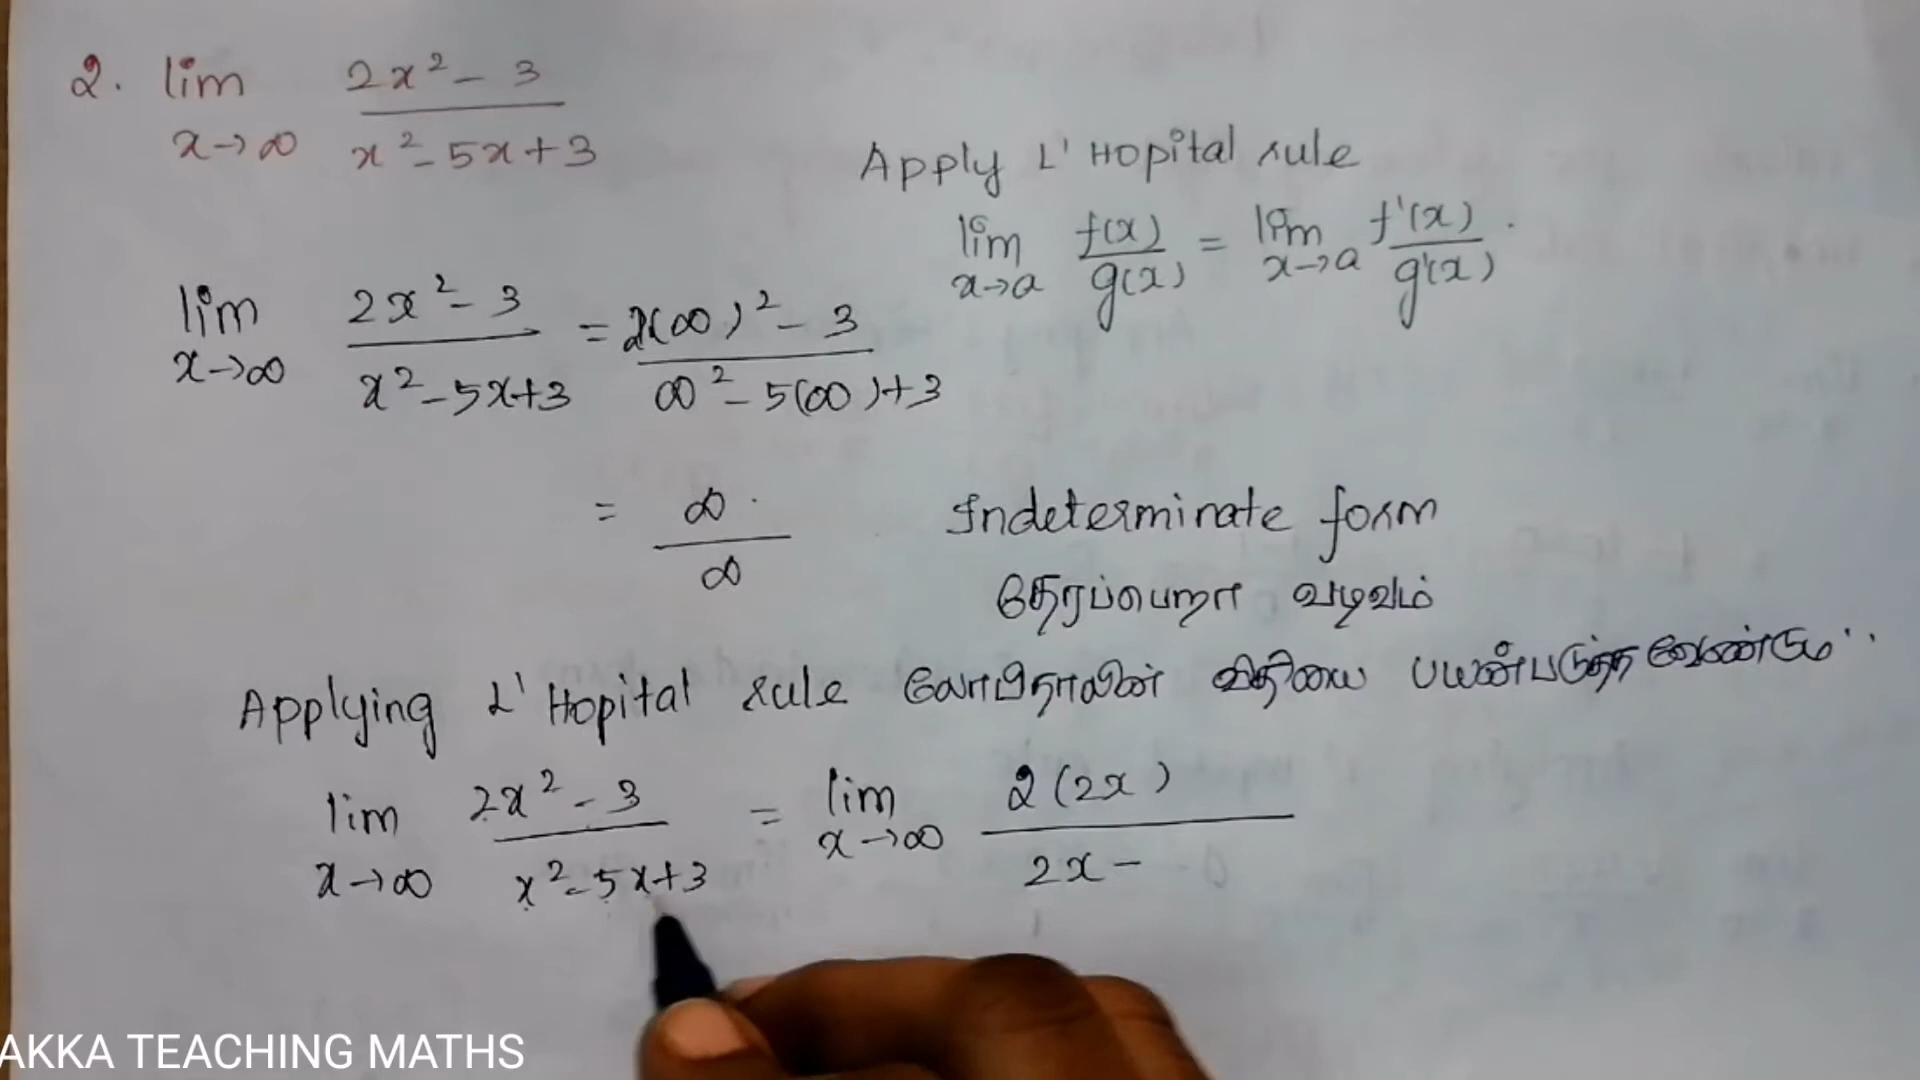 2. lim 2x² - 3
x→∞ x² - 5x + 3
Apply L' Hopital rule
lim f(x) = lim f'(x)
x→a g(x) x→a g'(x)
lim 2x² - 3 = 2(∞)² - 3
x→∞ x² - 5x + 3 ∞² - 5(∞) + 3
= ∞
∞
Indeterminate form
தேரப்பெறா வடிவம்
Applying L' Hopital rule லோபிதாலின் விதியை பயன்படுத்த வேண்டும்
lim 2x² - 3 = lim 2(2x)
x→∞ x² - 5x + 3 x→∞ 2x -
AKKA TEACHING MATHS